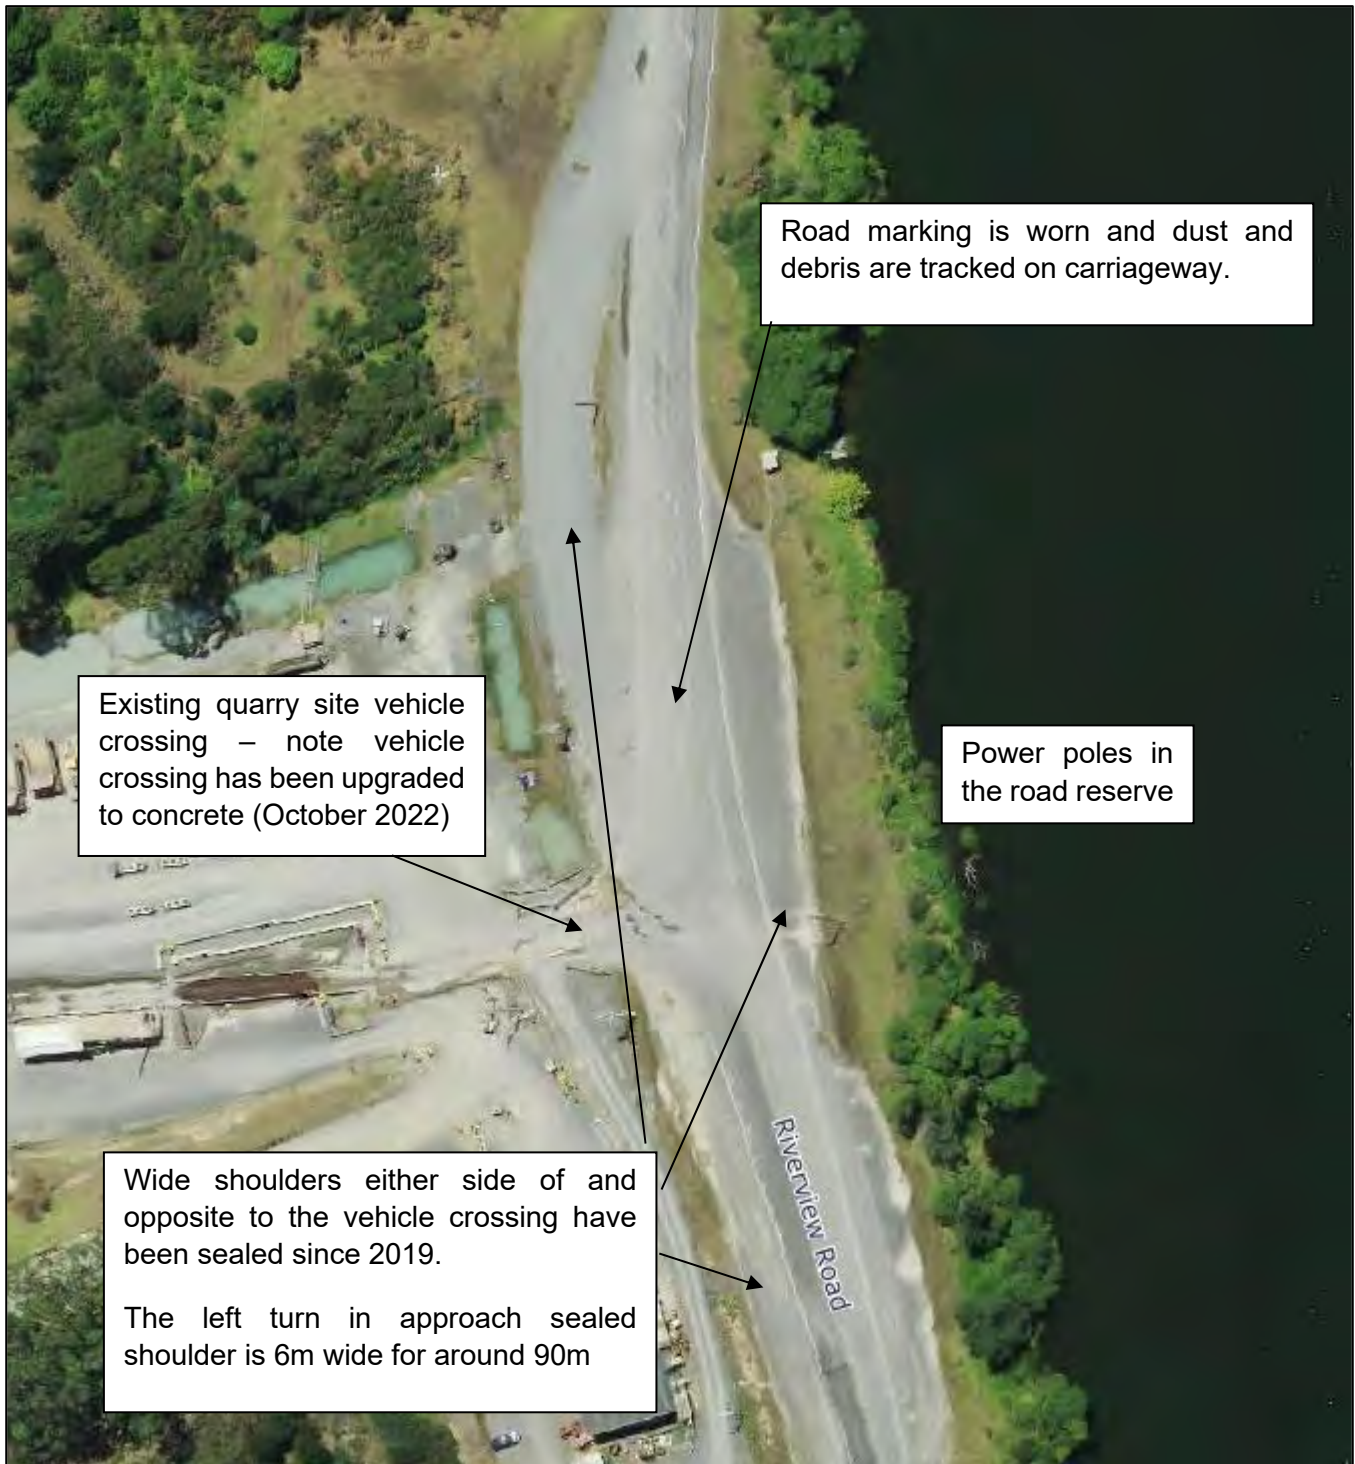 Road marking is worn and dust and
debris are tracked on carriageway.
Existing quarry site vehicle
crossing – note vehicle
crossing has been upgraded
to concrete (October 2022)
Power poles in
the road reserve
Wide shoulders either side of and
opposite to the vehicle crossing have
been sealed since 2019.
The left turn in approach sealed
shoulder is 6m wide for around 90m
Riverview Road